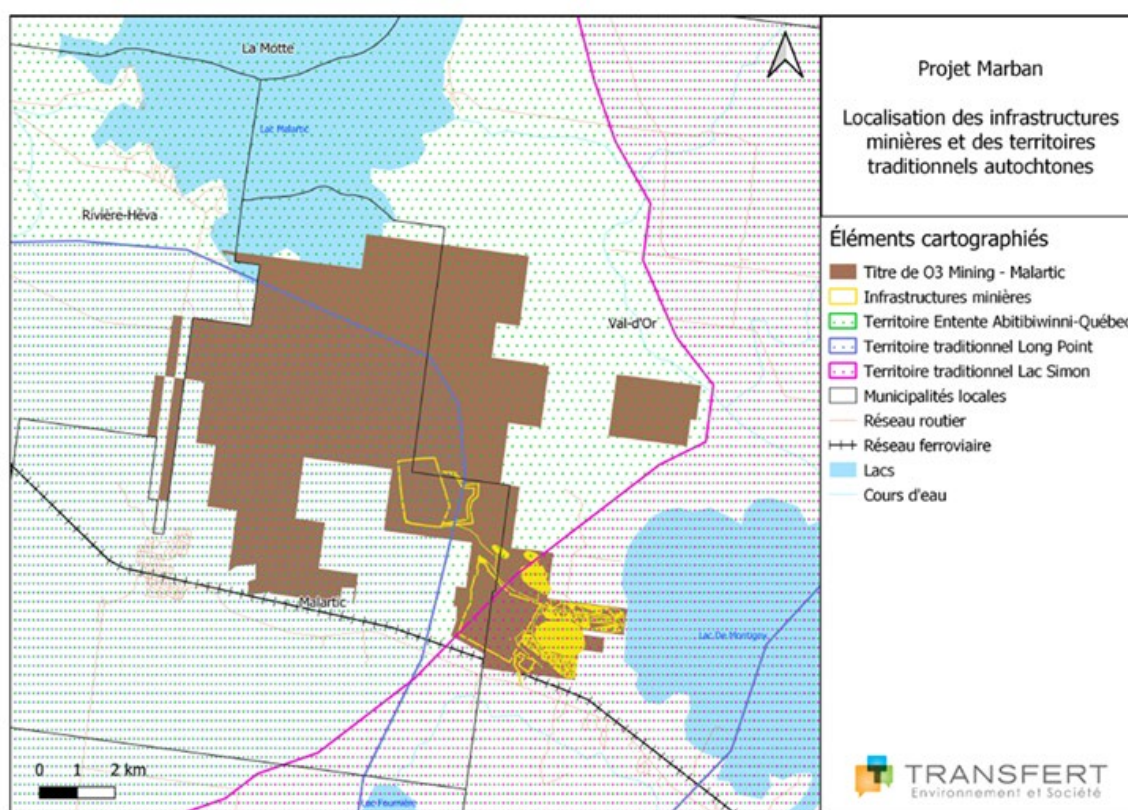 Projet Marban
Localisation des infrastructures
minières et des territoires
traditionnels autochtones
Éléments cartographiés
Titre de O3 Mining - Malartic
Infrastructures minières
Territoire Entente Abitibiwinni-Québec
Territoire traditionnel Long Point
Territoire traditionnel Lac Simon
Municipalités locales
Réseau routier
Réseau ferroviaire
Lacs
Cours d'eau
La Motte
Lac Malartic
Rivière-Héva
Val-d'Or
Malartic
Lac De Montigny
Lac Fournière
0 1 2 km
TRANSFERT
Environnement et Société